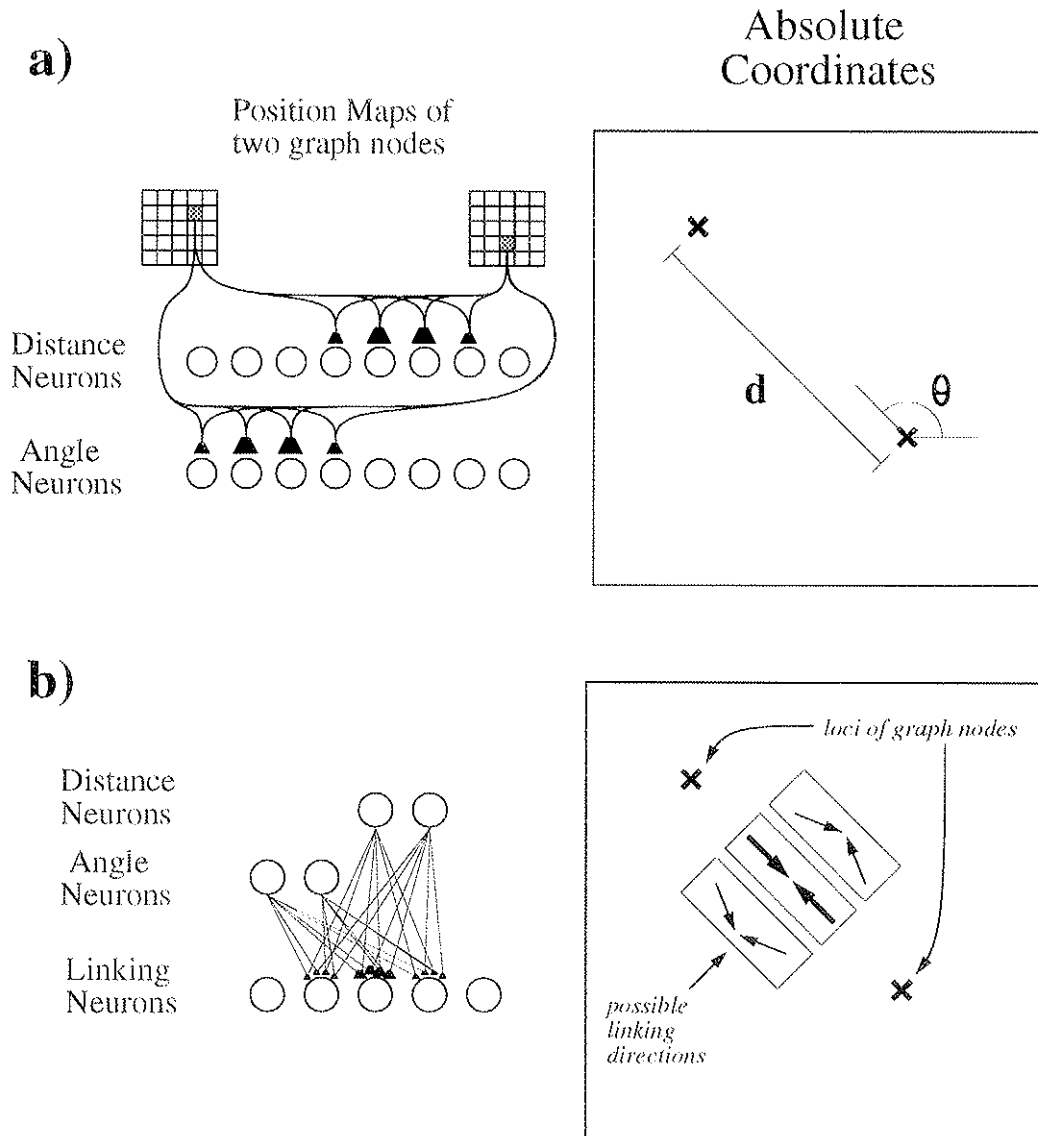 a)
Absolute
Coordinates
Position Maps of
two graph nodes
Distance
Neurons
Angle
Neurons
d
θ
b)
loci of graph nodes
Distance
Neurons
Angle
Neurons
Linking
Neurons
possible
linking
directions